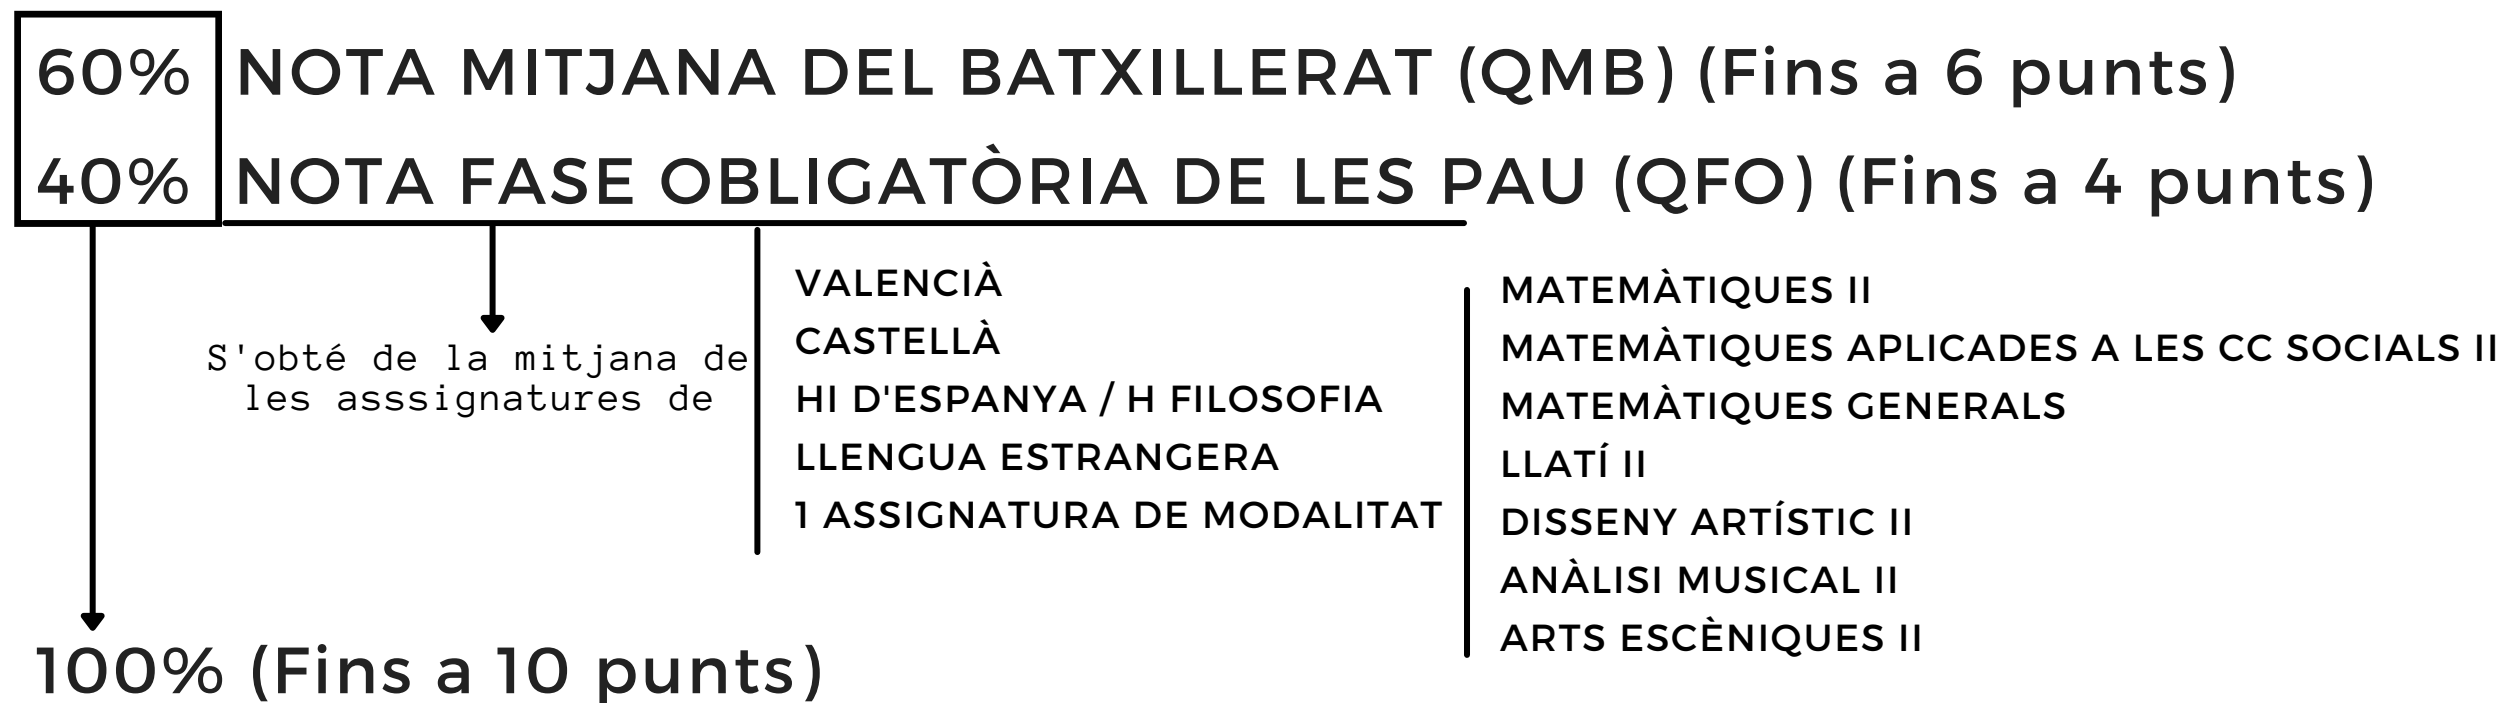 60% NOTA MITJANA DEL BATXILLERAT (QMB) (Fins a 6 punts)
40% NOTA FASE OBLIGATÒRIA DE LES PAU (QFO) (Fins a 4 punts)
S'obté de la mitjana de
les asssignatures de
VALENCIÀ
CASTELLÀ
HI D'ESPANYA / H FILOSOFIA
LLENGUA ESTRANGERA
1 ASSIGNATURA DE MODALITAT
MATEMÀTIQUES II
MATEMÀTIQUES APLICADES A LES CC SOCIALS II
MATEMÀTIQUES GENERALS
LLATÍ II
DISSENY ARTÍSTIC II
ANÀLISI MUSICAL II
ARTS ESCÈNIQUES II
100% (Fins a 10 punts)